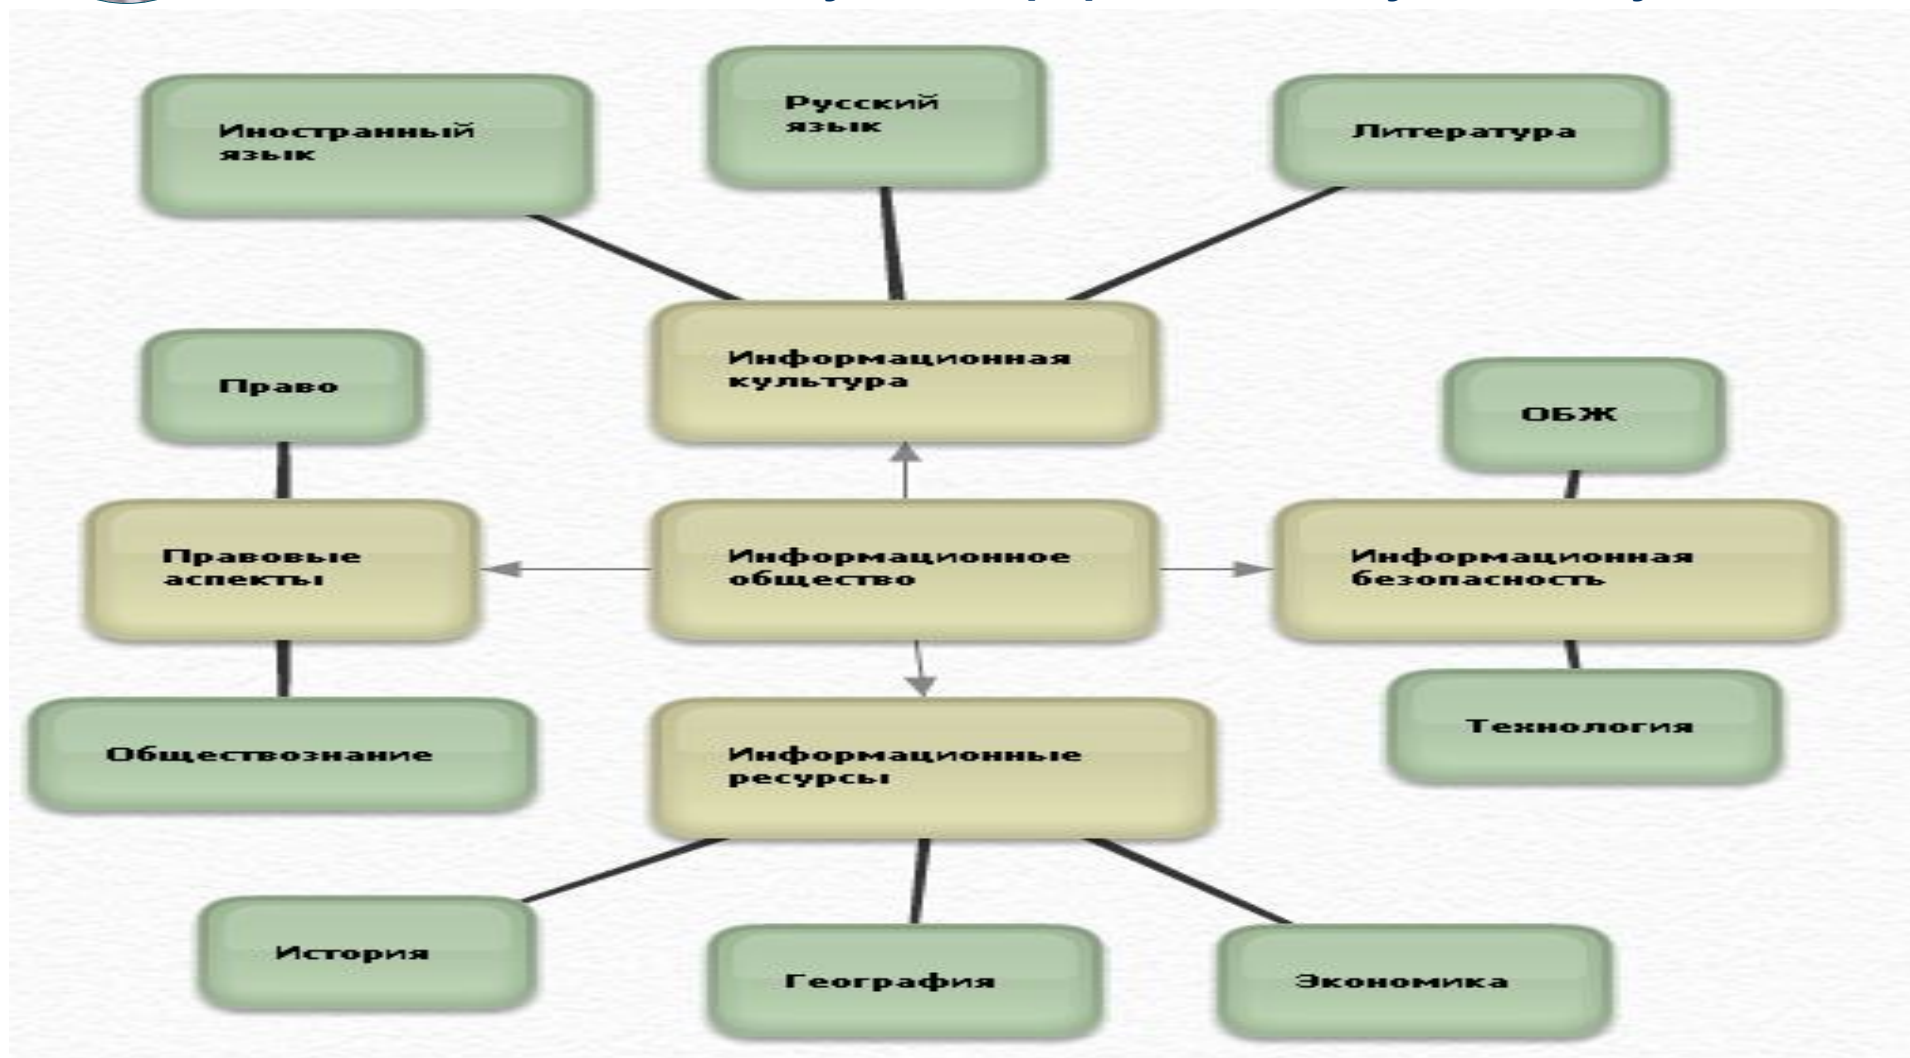 Иностранный
язык
Русский
язык
Литература
Информационная
культура
Право
ОБЖ
Правовые
аспекты
Информационное
общество
Информационная
безопасность
Обществознание
Информационные
ресурсы
Технология
История
География
Экономика